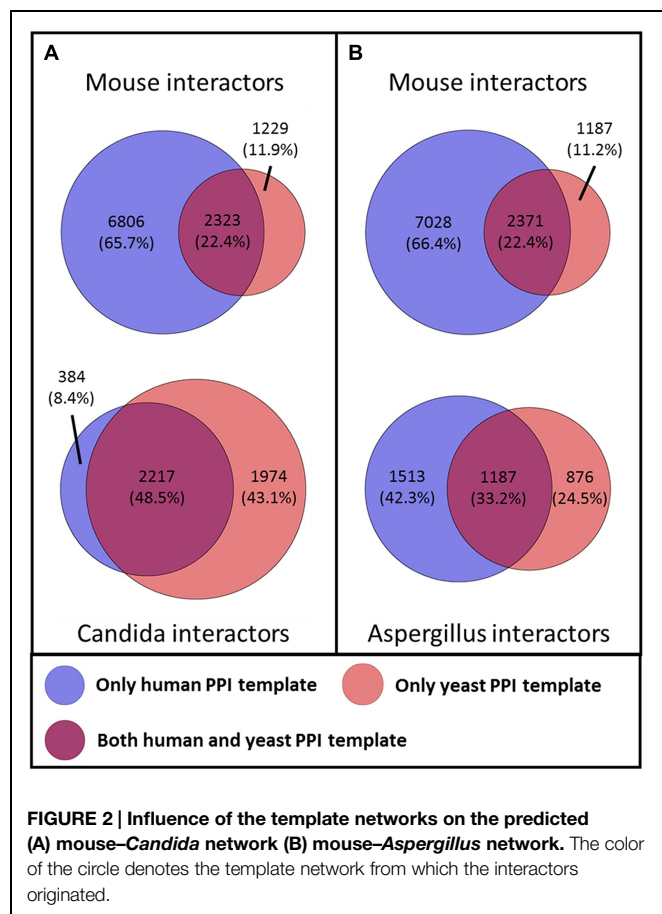 A
Mouse interactors
1229
(11.9%)
6806
(65.7%)
2323
(22.4%)
384
(8.4%)
2217
(48.5%)
1974
(43.1%)
Candida interactors
B
Mouse interactors
1187
(11.2%)
7028
(66.4%)
2371
(22.4%)
1513
(42.3%)
1187
(33.2%)
876
(24.5%)
Aspergillus interactors
Only human PPI template
Only yeast PPI template
Both human and yeast PPI template
FIGURE 2 | Influence of the template networks on the predicted
(A) mouse–Candida network (B) mouse–Aspergillus network. The color
of the circle denotes the template network from which the interactors
originated.